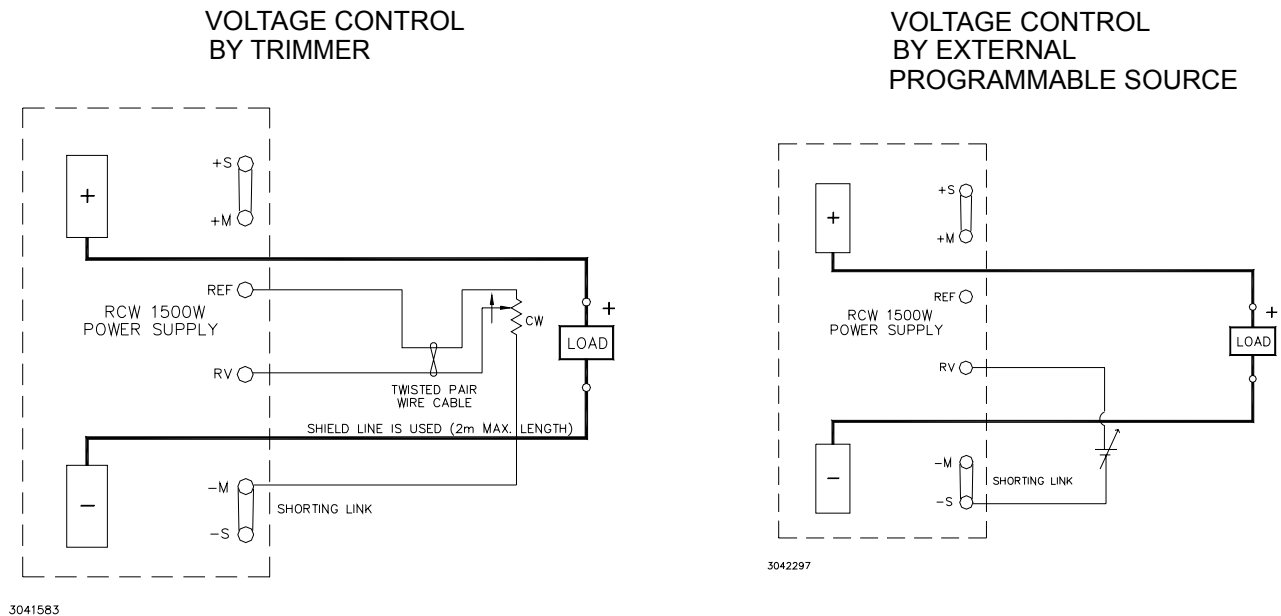 VOLTAGE CONTROL
BY TRIMMER
+S
+
+M
REF
RCW 1500W
POWER SUPPLY
CW
+
LOAD
RV
TWISTED PAIR
WIRE CABLE
SHIELD LINE IS USED (2m MAX. LENGTH)
-M
-
SHORTING LINK
-S
3041583
VOLTAGE CONTROL
BY EXTERNAL
PROGRAMMABLE SOURCE
+S
+
+M
REF
RCW 1500W
POWER SUPPLY
+
LOAD
RV
-M
-
SHORTING LINK
-S
3042297